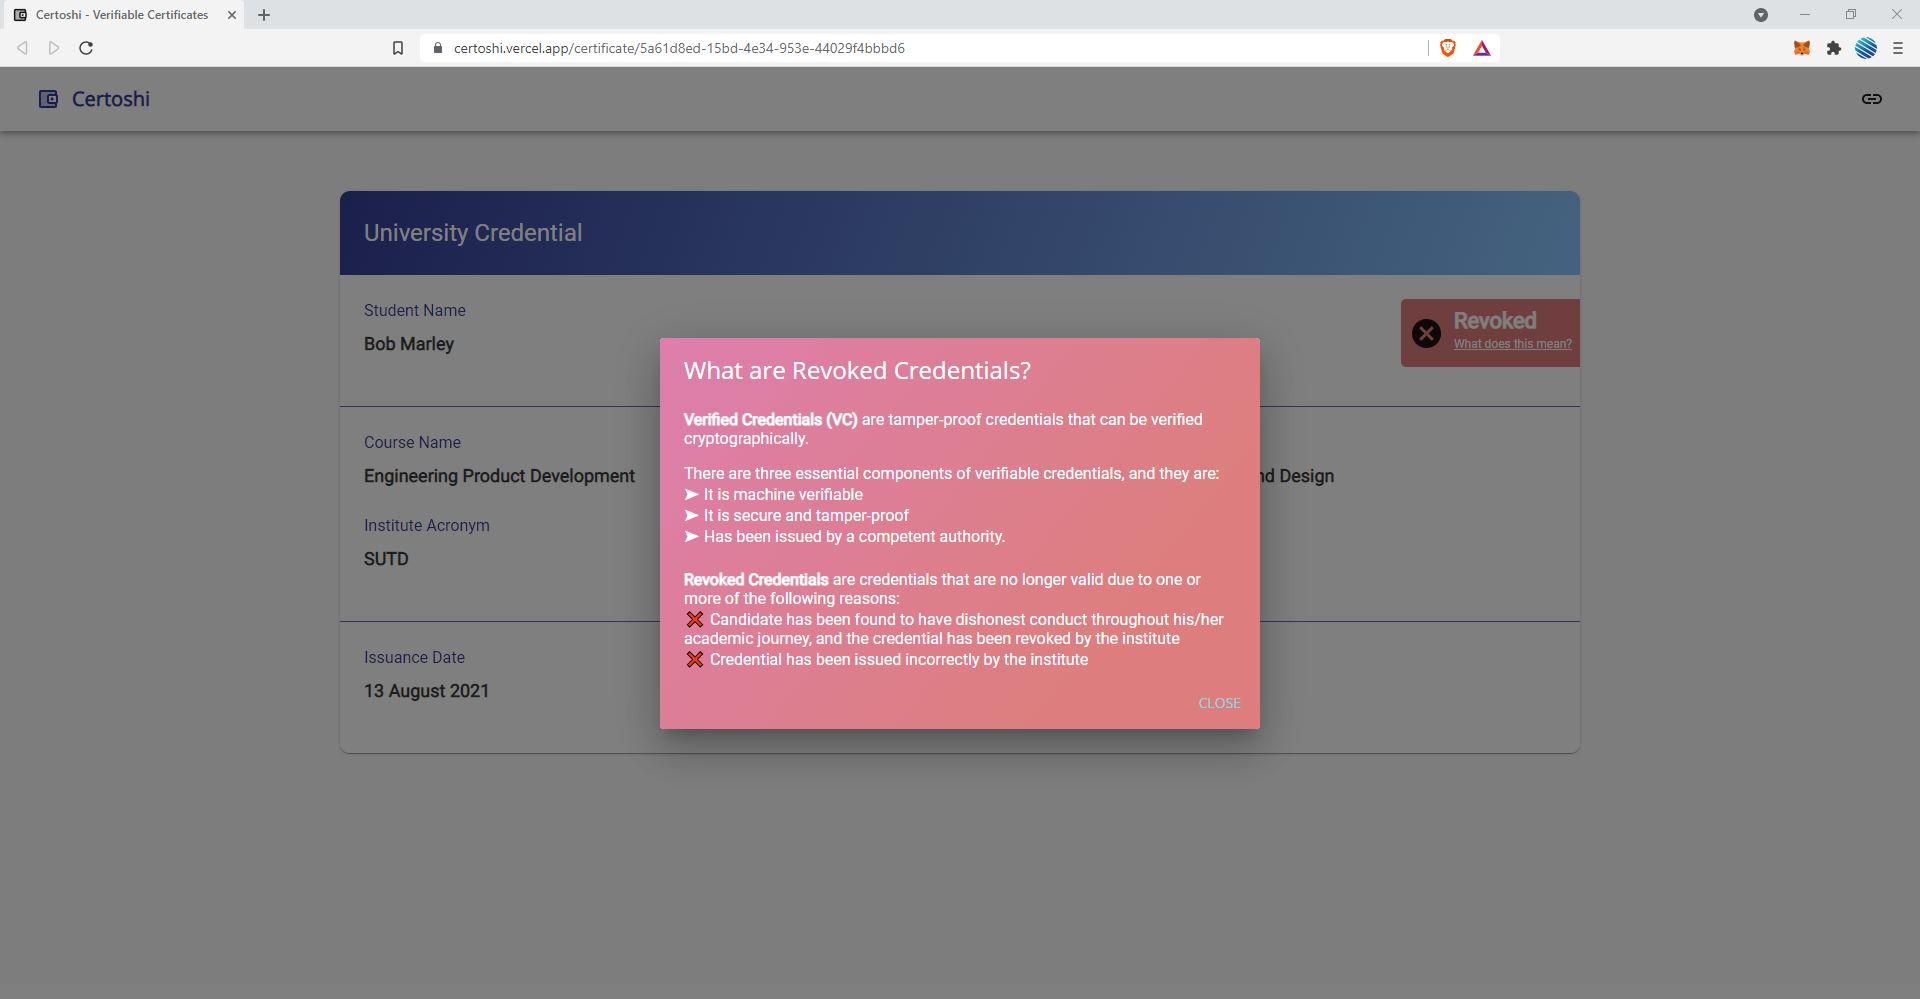 Certoshi - Verifiable Certificates
certoshi.vercel.app/certificate/5a61d8ed-15bd-4e34-953e-44029f4bbbd6
Certoshi
University Credential
Student Name
Bob Marley
Revoked
What does this mean?
Course Name
Engineering Product Development
nd Design
Institute Acronym
SUTD
Issuance Date
13 August 2021
What are Revoked Credentials?
Verified Credentials (VC) are tamper-proof credentials that can be verified
cryptographically.
There are three essential components of verifiable credentials, and they are:
➤ It is machine verifiable
➤ It is secure and tamper-proof
➤ Has been issued by a competent authority.
Revoked Credentials are credentials that are no longer valid due to one or
more of the following reasons:
❌ Candidate has been found to have dishonest conduct throughout his/her
academic journey, and the credential has been revoked by the institute
❌ Credential has been issued incorrectly by the institute
CLOSE